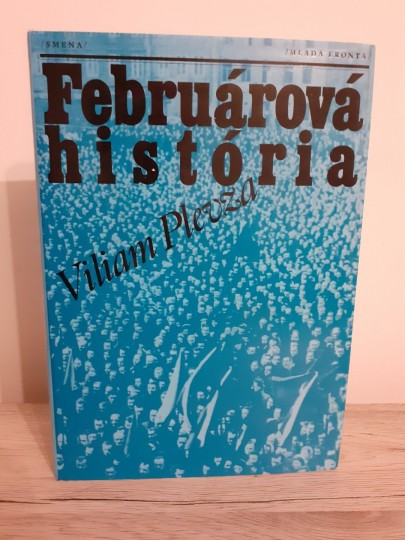 /SMENA/
/MLADÁ FRONTA/
Februárová
história
Viliam Plevza